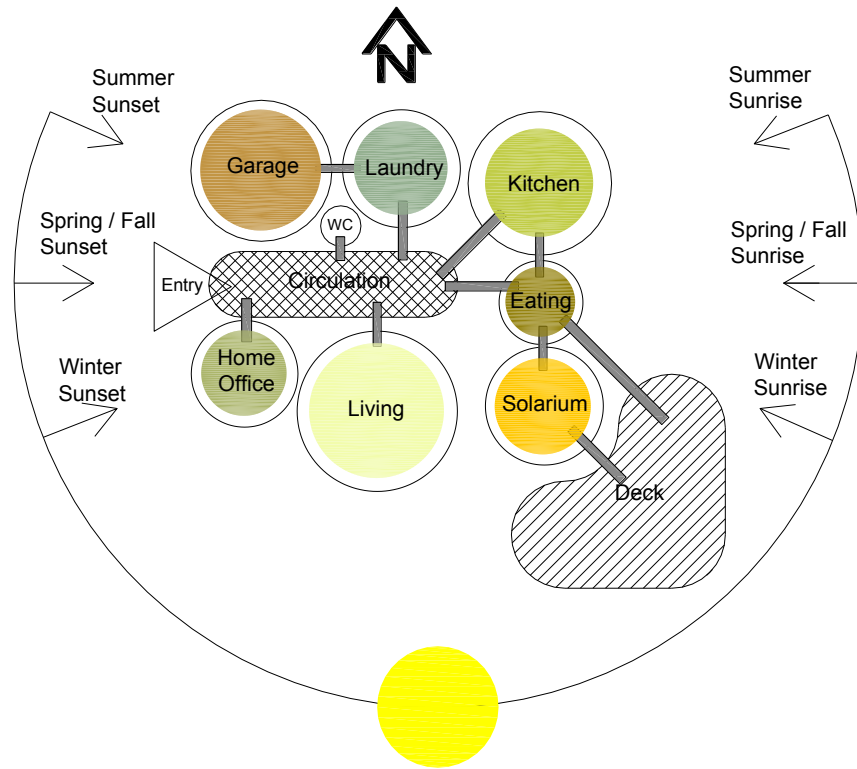 N
Summer
Sunset
Summer
Sunrise
Garage
Laundry
Kitchen
WC
Spring / Fall
Sunset
Spring / Fall
Sunrise
Entry
Circulation
Eating
Home
Office
Winter
Sunset
Living
Solarium
Winter
Sunrise
Deck